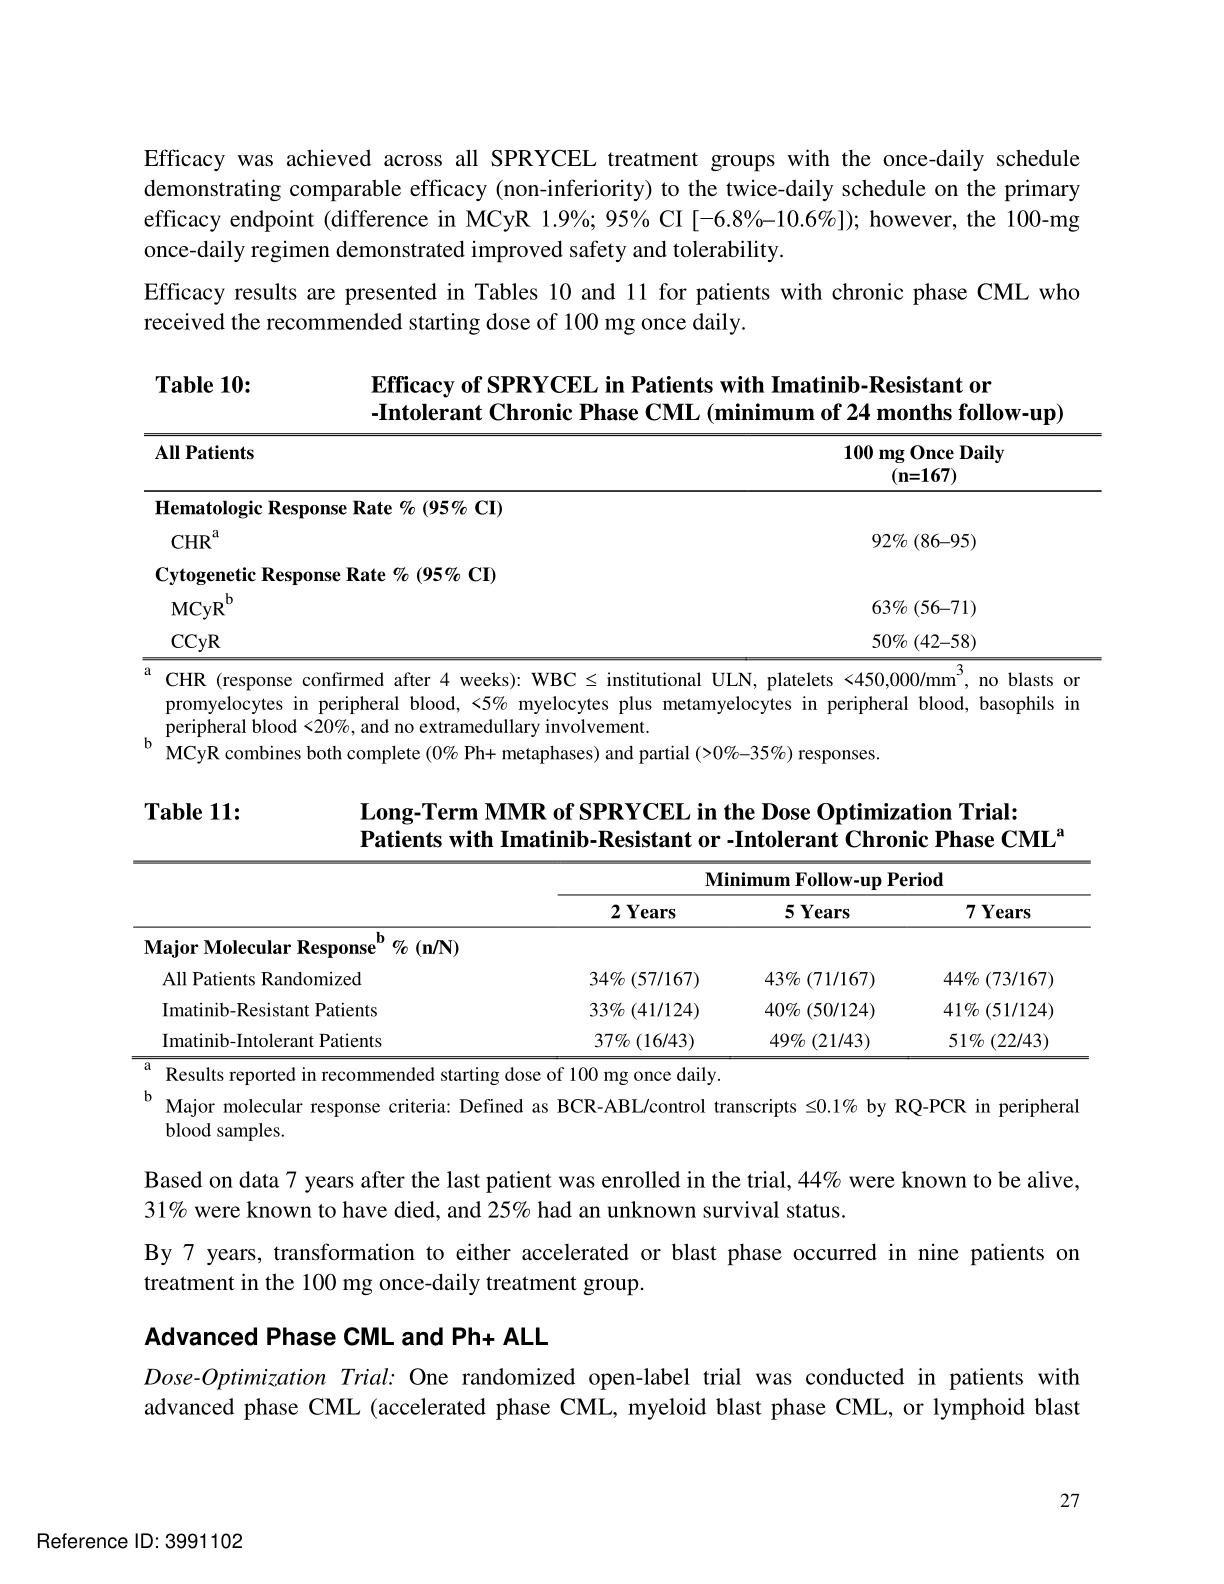 Efficacy was achieved across all SPRYCEL treatment groups with the once-daily schedule
demonstrating comparable efficacy (non-inferiority) to the twice-daily schedule on the primary
efficacy endpoint (difference in MCyR 1.9%; 95% CI [−6.8%–10.6%]); however, the 100-mg
once-daily regimen demonstrated improved safety and tolerability.
Efficacy results are presented in Tables 10 and 11 for patients with chronic phase CML who
received the recommended starting dose of 100 mg once daily.
Table 10: Efficacy of SPRYCEL in Patients with Imatinib-Resistant or
-Intolerant Chronic Phase CML (minimum of 24 months follow-up)
All Patients 100 mg Once Daily
(n=167)
Hematologic Response Rate % (95% CI)
CHRa 92% (86–95)
Cytogenetic Response Rate % (95% CI)
MCyRb 63% (56–71)
CCyR 50% (42–58)
a CHR (response confirmed after 4 weeks): WBC ≤ institutional ULN, platelets <450,000/mm3, no blasts or
promyelocytes in peripheral blood, <5% myelocytes plus metamyelocytes in peripheral blood, basophils in
peripheral blood <20%, and no extramedullary involvement.
b MCyR combines both complete (0% Ph+ metaphases) and partial (>0%–35%) responses.
Table 11: Long-Term MMR of SPRYCEL in the Dose Optimization Trial:
Patients with Imatinib-Resistant or -Intolerant Chronic Phase CMLa
Minimum Follow-up Period
2 Years 5 Years 7 Years
Major Molecular Responseb % (n/N)
All Patients Randomized 34% (57/167) 43% (71/167) 44% (73/167)
Imatinib-Resistant Patients 33% (41/124) 40% (50/124) 41% (51/124)
Imatinib-Intolerant Patients 37% (16/43) 49% (21/43) 51% (22/43)
a Results reported in recommended starting dose of 100 mg once daily.
b Major molecular response criteria: Defined as BCR-ABL/control transcripts ≤0.1% by RQ-PCR in peripheral
blood samples.
Based on data 7 years after the last patient was enrolled in the trial, 44% were known to be alive,
31% were known to have died, and 25% had an unknown survival status.
By 7 years, transformation to either accelerated or blast phase occurred in nine patients on
treatment in the 100 mg once-daily treatment group.
Advanced Phase CML and Ph+ ALL
Dose-Optimization Trial: One randomized open-label trial was conducted in patients with
advanced phase CML (accelerated phase CML, myeloid blast phase CML, or lymphoid blast
27
Reference ID: 3991102